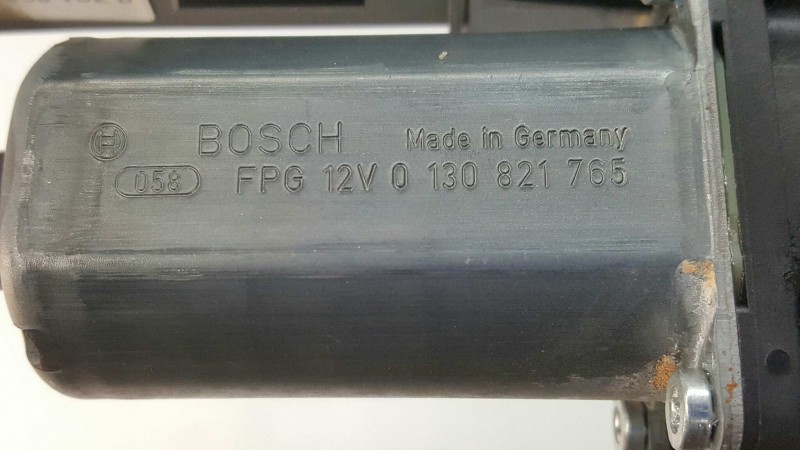 BOSCH Made in Germany
058 FPG 12V 0 130 821 765